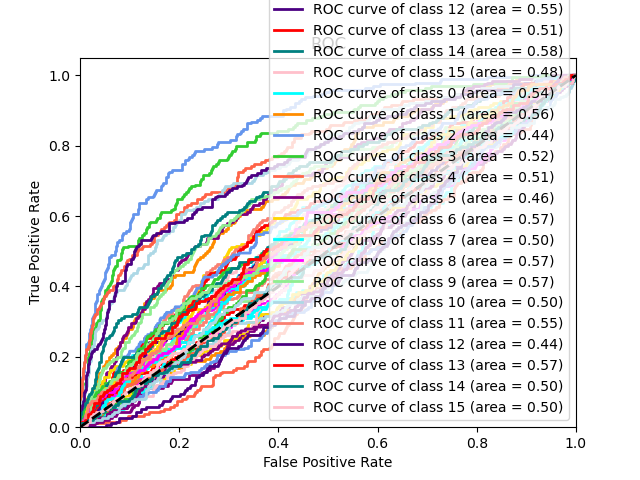 ROC curve of class 12 (area = 0.55)
ROC curve of class 13 (area = 0.51)
ROC
ROC curve of class 14 (area = 0.58)
ROC curve of class 15 (area = 0.48)
ROC curve of class 0 (area = 0.54)
ROC curve of class 1 (area = 0.56)
ROC curve of class 2 (area = 0.44)
ROC curve of class 3 (area = 0.52)
ROC curve of class 4 (area = 0.51)
ROC curve of class 5 (area = 0.46)
ROC curve of class 6 (area = 0.57)
ROC curve of class 7 (area = 0.50)
ROC curve of class 8 (area = 0.57)
ROC curve of class 9 (area = 0.57)
ROC curve of class 10 (area = 0.50)
ROC curve of class 11 (area = 0.55)
ROC curve of class 12 (area = 0.44)
ROC curve of class 13 (area = 0.57)
ROC curve of class 14 (area = 0.50)
ROC curve of class 15 (area = 0.50)
True Positive Rate
1.0
0.8
0.6
0.4
0.2
0.0
0.0 0.2 0.4 0.6 0.8 1.0
False Positive Rate